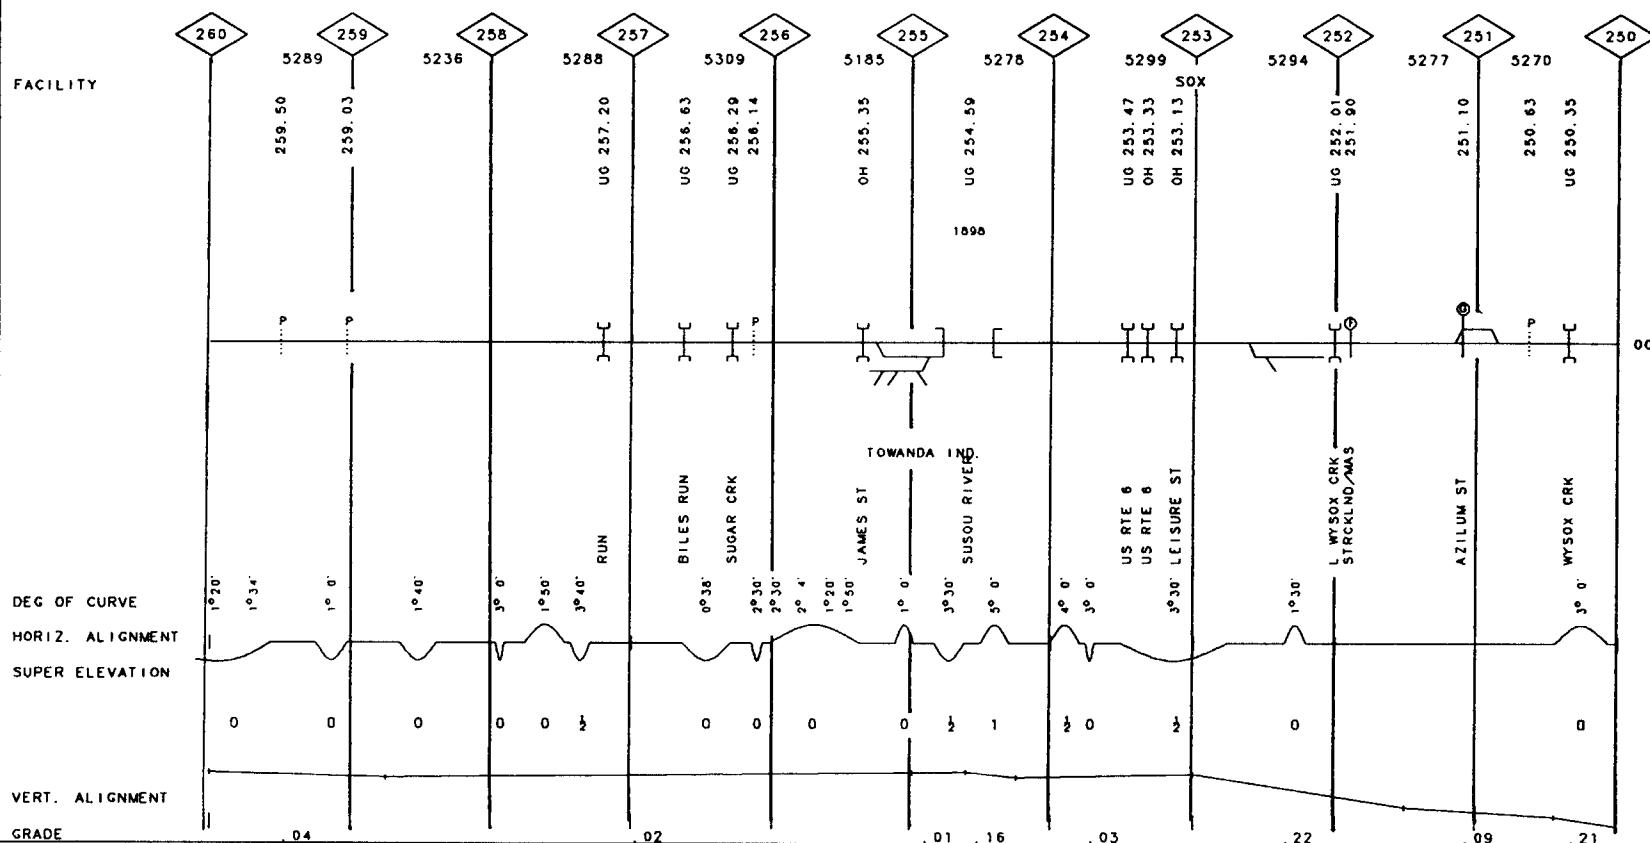 260 259 258 257 256 255 254 253 252 251 250
5289 5236 5288 5309 5185 5278 5299 5294 5277 5270
SOX
FACILITY
259.50
259.03
UG 257.20
UG 256.63
UG 256.29
256.14
OH 255.35
UG 254.59
UG 253.47
OH 253.33
OH 253.13
UG 252.01
251.90
251.10
250.63
UG 250.35
1898
P P P P
00
TOWANDA IND.
RUN
BILES RUN
SUGAR CRK
JAMES ST
SUSQU RIVER
US RTE 6
US RTE 6
LEISURE ST
L WYSOX CRK
STRCKLND/MAS
AZILUM ST
WYSOX CRK
DEG OF CURVE
1°20' 1°34' 1° 0' 1°40' 3° 0' 1°50' 3°40' 0°38' 2°30' 2°30' 2° 4' 1°20' 1°50' 1° 0' 3°30' 5° 0' 4° 0' 3° 0' 3°30' 1°30' 3° 0'
HORIZ. ALIGNMENT
SUPER ELEVATION
0 0 0 0 0 ½ 0 0 0 0 ½ 1 ½ 0 ½ 0 0
VERT. ALIGNMENT
GRADE .04 .02 .01 .16 .03 .22 .09 .21